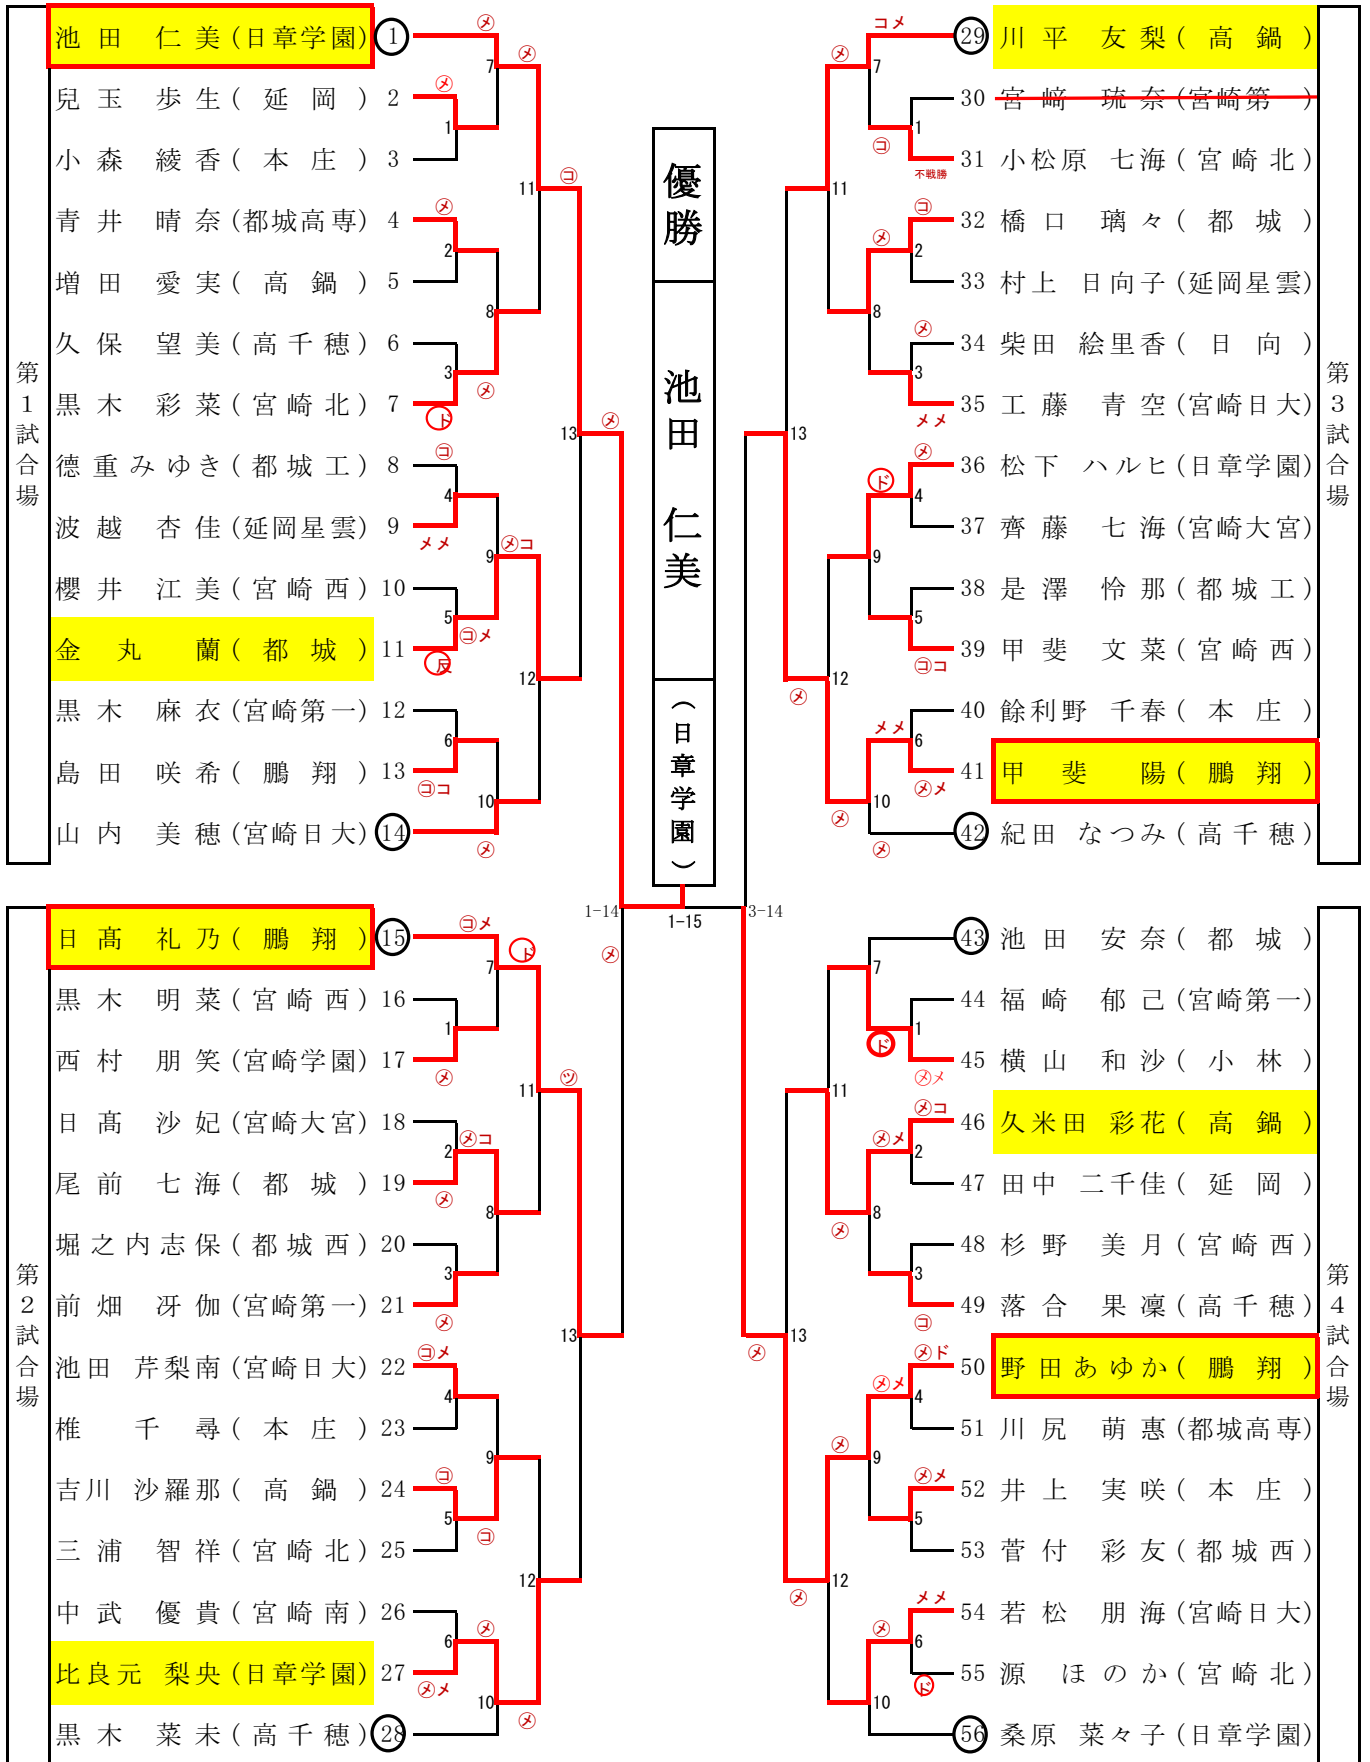 第1試合場
池田 仁美(日章学園) 1
兒玉 歩生(延岡) 2
小森 綾香(本庄) 3
青井 晴奈(都城高専) 4
増田 愛実(高鍋) 5
久保 望美(高千穂) 6
黒木 彩菜(宮崎北) 7
德重みゆき(都城工) 8
波越 杏佳(延岡星雲) 9
櫻井 江美(宮崎西) 10
金丸 蘭(都城) 11
黒木 麻衣(宮崎第一) 12
島田 咲希(鵬翔) 13
山内 美穂(宮崎日大) 14
第2試合場
日髙 礼乃(鵬翔) 15
黒木 明菜(宮崎西) 16
西村 朋笑(宮崎学園) 17
日髙 沙妃(宮崎大宮) 18
尾前 七海(都城) 19
堀之内志保(都城西) 20
前畑 冴伽(宮崎第一) 21
池田 芹梨南(宮崎日大) 22
椎 千尋(本庄) 23
吉川 沙羅那(高鍋) 24
三浦 智祥(宮崎北) 25
中武 優貴(宮崎南) 26
比良元 梨央(日章学園) 27
黒木 菜未(高千穂) 28
優勝
池田 仁美
(日章学園)
1-14
1-15
3-14
29 川平 友梨(高鍋)
30 宮﨑 琉奈(宮崎第一)
31 小松原 七海(宮崎北)
不戦勝
32 橋口 璃々(都城)
33 村上 日向子(延岡星雲)
34 柴田 絵里香(日向)
35 工藤 青空(宮崎日大)
36 松下 ハルヒ(日章学園)
37 齊藤 七海(宮崎大宮)
38 是澤 怜那(都城工)
39 甲斐 文菜(宮崎西)
40 餘利野 千春(本庄)
41 甲斐 陽(鵬翔)
42 紀田 なつみ(高千穂)
第3試合場
43 池田 安奈(都城)
44 福崎 郁己(宮崎第一)
45 横山 和沙(小林)
46 久米田 彩花(高鍋)
47 田中 二千佳(延岡)
48 杉野 美月(宮崎西)
49 落合 果凜(高千穂)
50 野田あゆか(鵬翔)
51 川尻 萌惠(都城高専)
52 井上 実咲(本庄)
53 菅付 彩友(都城西)
54 若松 朋海(宮崎日大)
55 源 ほのか(宮崎北)
56 桑原 菜々子(日章学園)
第4試合場